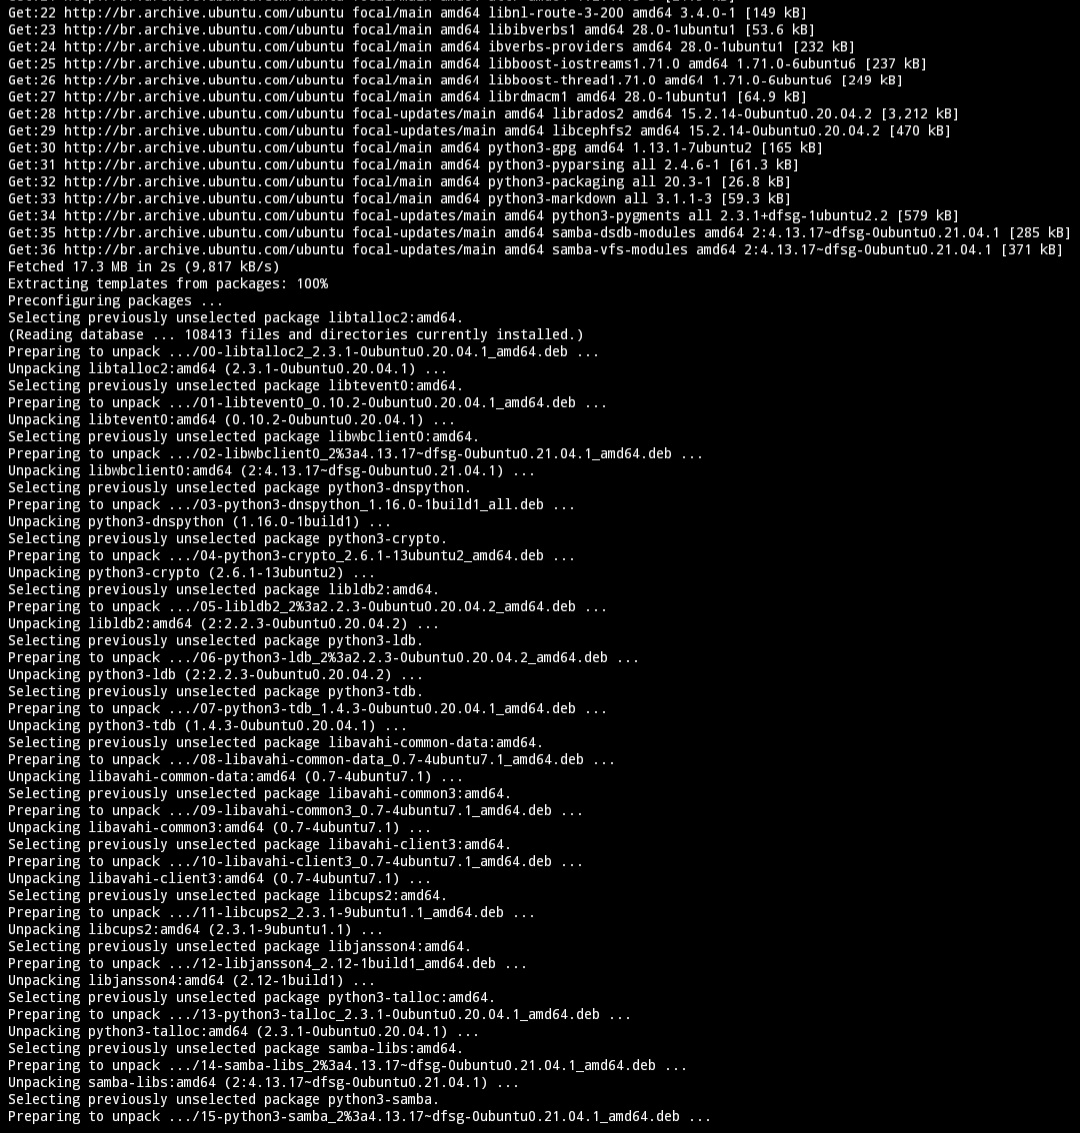 Get:22 http://br.archive.ubuntu.com/ubuntu focal/main amd64 libnl-route-3-200 amd64 3.4.0-1 [149 kB]
Get:23 http://br.archive.ubuntu.com/ubuntu focal/main amd64 libibverbs1 amd64 28.0-1ubuntu1 [53.6 kB]
Get:24 http://br.archive.ubuntu.com/ubuntu focal/main amd64 ibverbs-providers amd64 28.0-1ubuntu1 [232 kB]
Get:25 http://br.archive.ubuntu.com/ubuntu focal/main amd64 libboost-iostreams1.71.0 amd64 1.71.0-6ubuntu6 [237 kB]
Get:26 http://br.archive.ubuntu.com/ubuntu focal/main amd64 libboost-thread1.71.0 amd64 1.71.0-6ubuntu6 [249 kB]
Get:27 http://br.archive.ubuntu.com/ubuntu focal/main amd64 librdmacm1 amd64 28.0-1ubuntu1 [64.9 kB]
Get:28 http://br.archive.ubuntu.com/ubuntu focal-updates/main amd64 librados2 amd64 15.2.14-0ubuntu0.20.04.2 [3,212 kB]
Get:29 http://br.archive.ubuntu.com/ubuntu focal-updates/main amd64 libcephfs2 amd64 15.2.14-0ubuntu0.20.04.2 [470 kB]
Get:30 http://br.archive.ubuntu.com/ubuntu focal/main amd64 python3-gpg amd64 1.13.1-7ubuntu2 [165 kB]
Get:31 http://br.archive.ubuntu.com/ubuntu focal/main amd64 python3-pyparsing all 2.4.6-1 [61.3 kB]
Get:32 http://br.archive.ubuntu.com/ubuntu focal/main amd64 python3-packaging all 20.3-1 [26.8 kB]
Get:33 http://br.archive.ubuntu.com/ubuntu focal/main amd64 python3-markdown all 3.1.1-3 [59.3 kB]
Get:34 http://br.archive.ubuntu.com/ubuntu focal-updates/main amd64 python3-pygments all 2.3.1+dfsg-1ubuntu2.2 [579 kB]
Get:35 http://br.archive.ubuntu.com/ubuntu focal-updates/main amd64 samba-dsdb-modules amd64 2:4.13.17~dfsg-0ubuntu0.21.04.1 [285 kB]
Get:36 http://br.archive.ubuntu.com/ubuntu focal-updates/main amd64 samba-vfs-modules amd64 2:4.13.17~dfsg-0ubuntu0.21.04.1 [371 kB]
Fetched 17.3 MB in 2s (9,817 kB/s)
Extracting templates from packages: 100%
Preconfiguring packages ...
Selecting previously unselected package libtalloc2:amd64.
(Reading database ... 108413 files and directories currently installed.)
Preparing to unpack .../00-libtalloc2_2.3.1-0ubuntu0.20.04.1_amd64.deb ...
Unpacking libtalloc2:amd64 (2.3.1-0ubuntu0.20.04.1) ...
Selecting previously unselected package libtevent0:amd64.
Preparing to unpack .../01-libtevent0_0.10.2-0ubuntu0.20.04.1_amd64.deb ...
Unpacking libtevent0:amd64 (0.10.2-0ubuntu0.20.04.1) ...
Selecting previously unselected package libwbclient0:amd64.
Preparing to unpack .../02-libwbclient0_2%3a4.13.17~dfsg-0ubuntu0.21.04.1_amd64.deb ...
Unpacking libwbclient0:amd64 (2:4.13.17~dfsg-0ubuntu0.21.04.1) ...
Selecting previously unselected package python3-dnspython.
Preparing to unpack .../03-python3-dnspython_1.16.0-1build1_all.deb ...
Unpacking python3-dnspython (1.16.0-1build1) ...
Selecting previously unselected package python3-crypto.
Preparing to unpack .../04-python3-crypto_2.6.1-13ubuntu2_amd64.deb ...
Unpacking python3-crypto (2.6.1-13ubuntu2) ...
Selecting previously unselected package libldb2:amd64.
Preparing to unpack .../05-libldb2_2%3a2.2.3-0ubuntu0.20.04.2_amd64.deb ...
Unpacking libldb2:amd64 (2:2.2.3-0ubuntu0.20.04.2) ...
Selecting previously unselected package python3-ldb.
Preparing to unpack .../06-python3-ldb_2%3a2.2.3-0ubuntu0.20.04.2_amd64.deb ...
Unpacking python3-ldb (2:2.2.3-0ubuntu0.20.04.2) ...
Selecting previously unselected package python3-tdb.
Preparing to unpack .../07-python3-tdb_1.4.3-0ubuntu0.20.04.1_amd64.deb ...
Unpacking python3-tdb (1.4.3-0ubuntu0.20.04.1) ...
Selecting previously unselected package libavahi-common-data:amd64.
Preparing to unpack .../08-libavahi-common-data_0.7-4ubuntu7.1_amd64.deb ...
Unpacking libavahi-common-data:amd64 (0.7-4ubuntu7.1) ...
Selecting previously unselected package libavahi-common3:amd64.
Preparing to unpack .../09-libavahi-common3_0.7-4ubuntu7.1_amd64.deb ...
Unpacking libavahi-common3:amd64 (0.7-4ubuntu7.1) ...
Selecting previously unselected package libavahi-client3:amd64.
Preparing to unpack .../10-libavahi-client3_0.7-4ubuntu7.1_amd64.deb ...
Unpacking libavahi-client3:amd64 (0.7-4ubuntu7.1) ...
Selecting previously unselected package libcups2:amd64.
Preparing to unpack .../11-libcups2_2.3.1-9ubuntu1.1_amd64.deb ...
Unpacking libcups2:amd64 (2.3.1-9ubuntu1.1) ...
Selecting previously unselected package libjansson4:amd64.
Preparing to unpack .../12-libjansson4_2.12-1build1_amd64.deb ...
Unpacking libjansson4:amd64 (2.12-1build1) ...
Selecting previously unselected package python3-talloc:amd64.
Preparing to unpack .../13-python3-talloc_2.3.1-0ubuntu0.20.04.1_amd64.deb ...
Unpacking python3-talloc:amd64 (2.3.1-0ubuntu0.20.04.1) ...
Selecting previously unselected package samba-libs:amd64.
Preparing to unpack .../14-samba-libs_2%3a4.13.17~dfsg-0ubuntu0.21.04.1_amd64.deb ...
Unpacking samba-libs:amd64 (2:4.13.17~dfsg-0ubuntu0.21.04.1) ...
Selecting previously unselected package python3-samba.
Preparing to unpack .../15-python3-samba_2%3a4.13.17~dfsg-0ubuntu0.21.04.1_amd64.deb ...